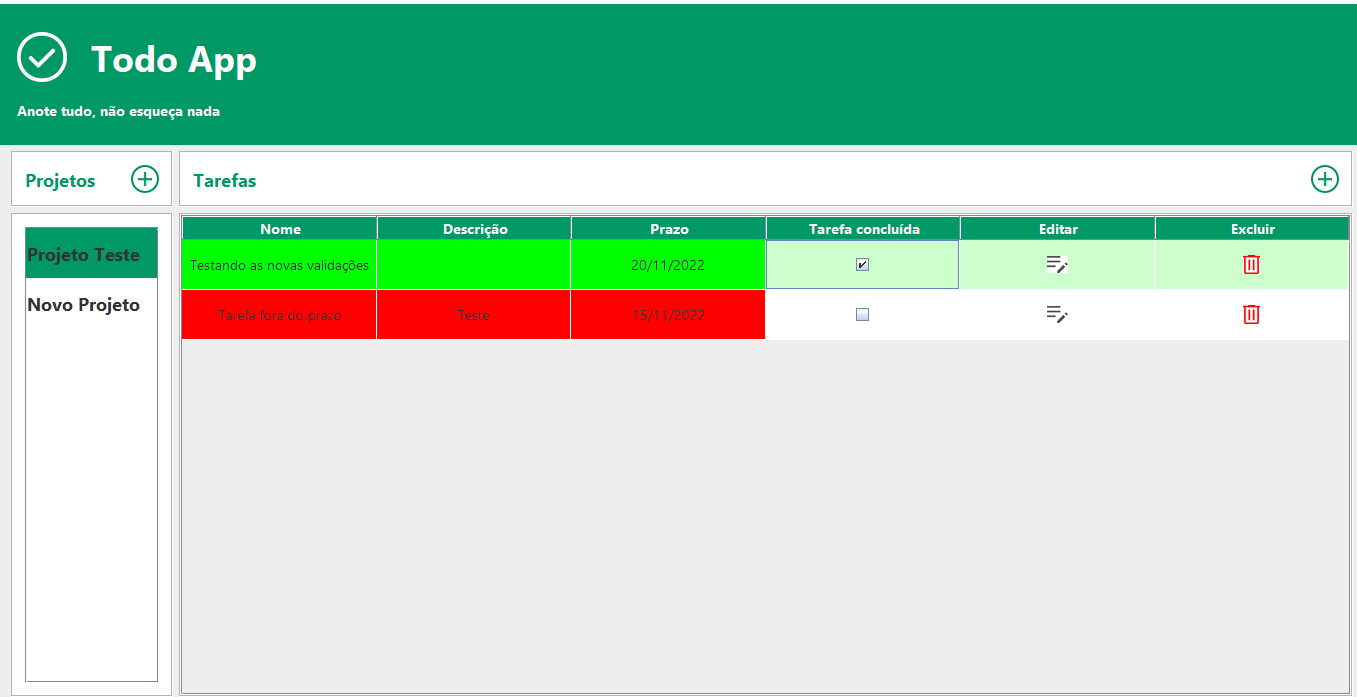 Todo App
Anote tudo, não esqueça nada
Projetos
Tarefas
Projeto Teste
Novo Projeto
Nome Descrição Prazo Tarefa concluída Editar Excluir
Testando as novas validações 20/11/2022
Tarefa fora do prazo Teste 15/11/2022